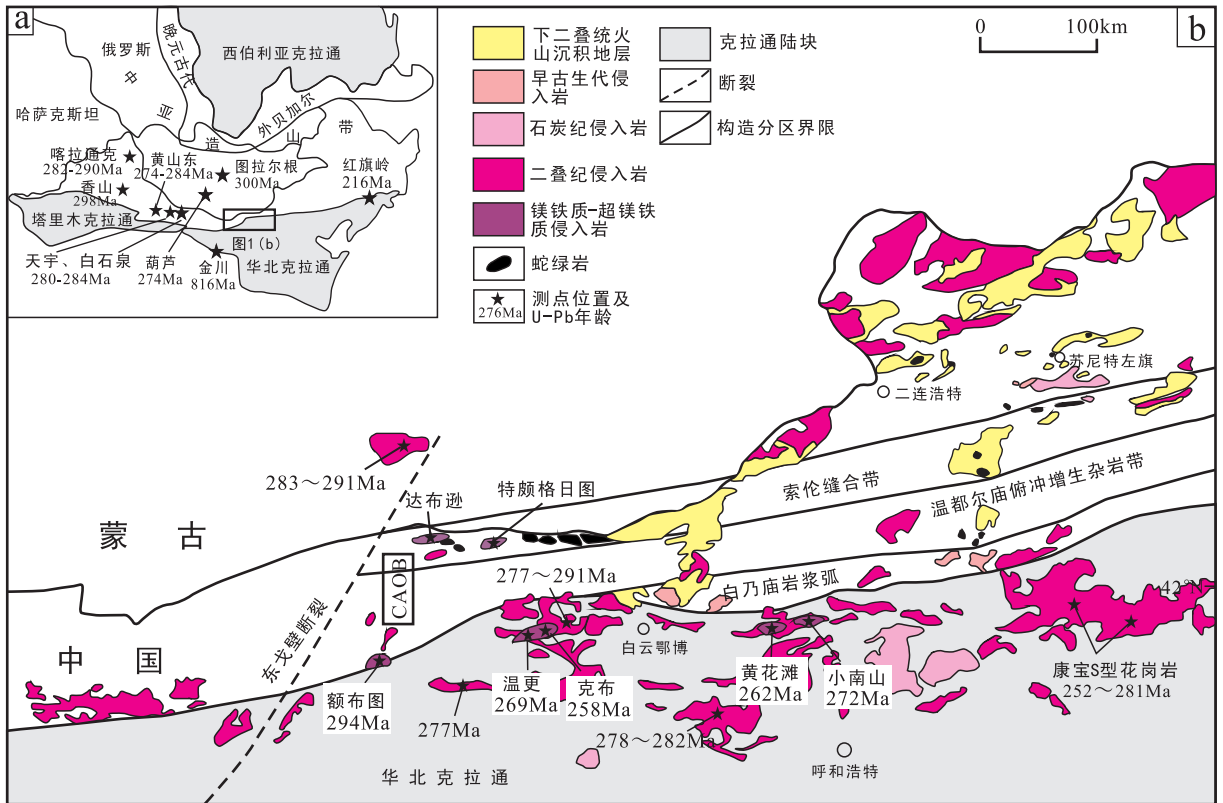 a
俄罗斯
晚元古代
西伯利亚克拉通
哈萨克斯坦
中亚造山带
外贝加尔
喀拉通克
282-290Ma
黄山东
274-284Ma
图拉尔根
300Ma
红旗岭
216Ma
香山
298Ma
塔里木克拉通
图1(b)
天宇、白石泉
280-284Ma
葫芦
274Ma
金川
816Ma
华北克拉通
下二叠统火
山沉积地层
早古生代侵
入岩
石炭纪侵入岩
二叠纪侵入岩
镁铁质-超镁铁
质侵入岩
蛇绿岩
276Ma
测点位置及
U-Pb年龄
克拉通陆块
断裂
构造分区界限
0 100km
b
苏尼特左旗
二连浩特
283～291Ma
达布逊
特颇格日图
索伦缝合带
温都尔庙俯冲增生杂岩带
蒙古
CAOB
277～291Ma
白乃庙岩浆弧
42°N
东戈壁断裂
中国
白云鄂博
额布图
294Ma
277Ma
温更
269Ma
克布
258Ma
黄花滩
262Ma
小南山
272Ma
康宝S型花岗岩
252～281Ma
278～282Ma
呼和浩特
华北克拉通